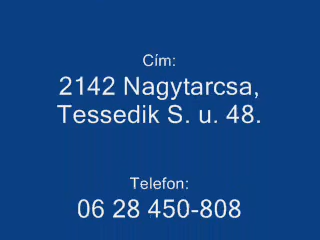 Cím:
2142 Nagytarcsa,
Tessedik S. u. 48.
Telefon:
06 28 450-808